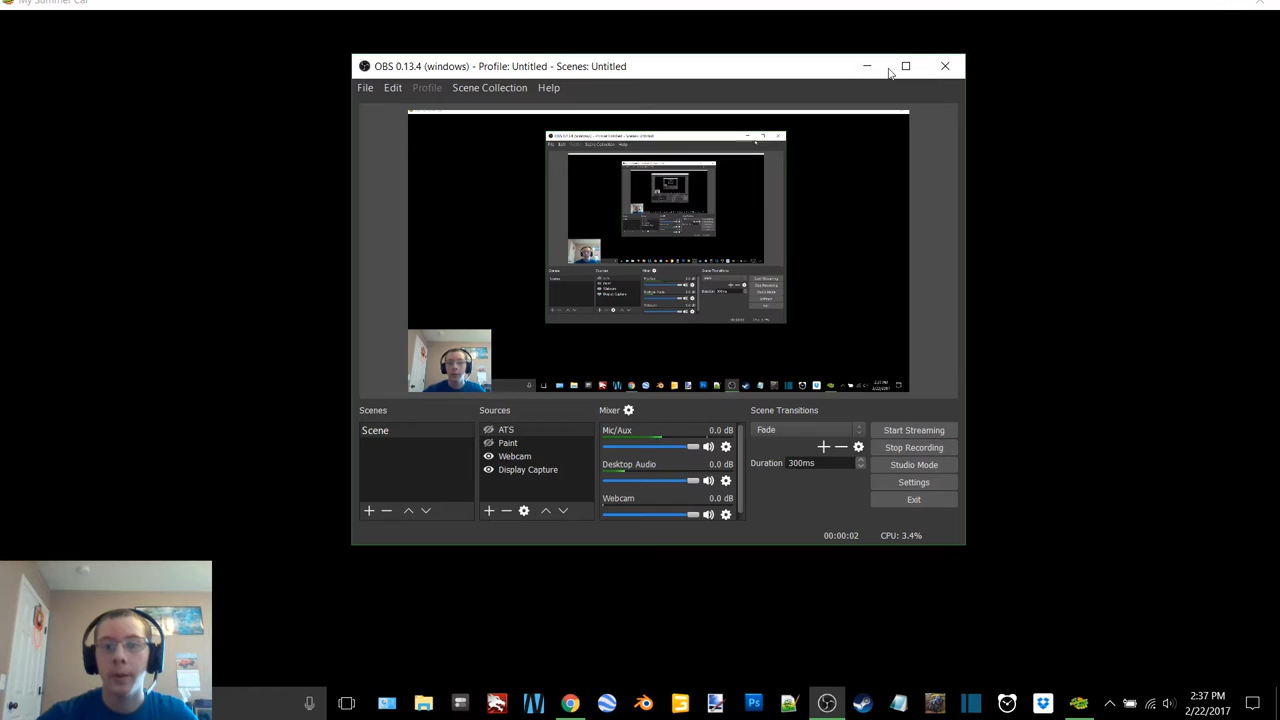 My Summer Car
OBS 0.13.4 (windows) - Profile: Untitled - Scenes: Untitled
File Edit Profile Scene Collection Help
Scenes
Scene
Sources
ATS
Paint
Webcam
Display Capture
Mixer
Mic/Aux 0.0 dB
Desktop Audio 0.0 dB
Webcam 0.0 dB
Scene Transitions
Fade
Duration 300ms
Start Streaming
Stop Recording
Studio Mode
Settings
Exit
00:00:02 CPU: 3.4%
2:37 PM
2/22/2017